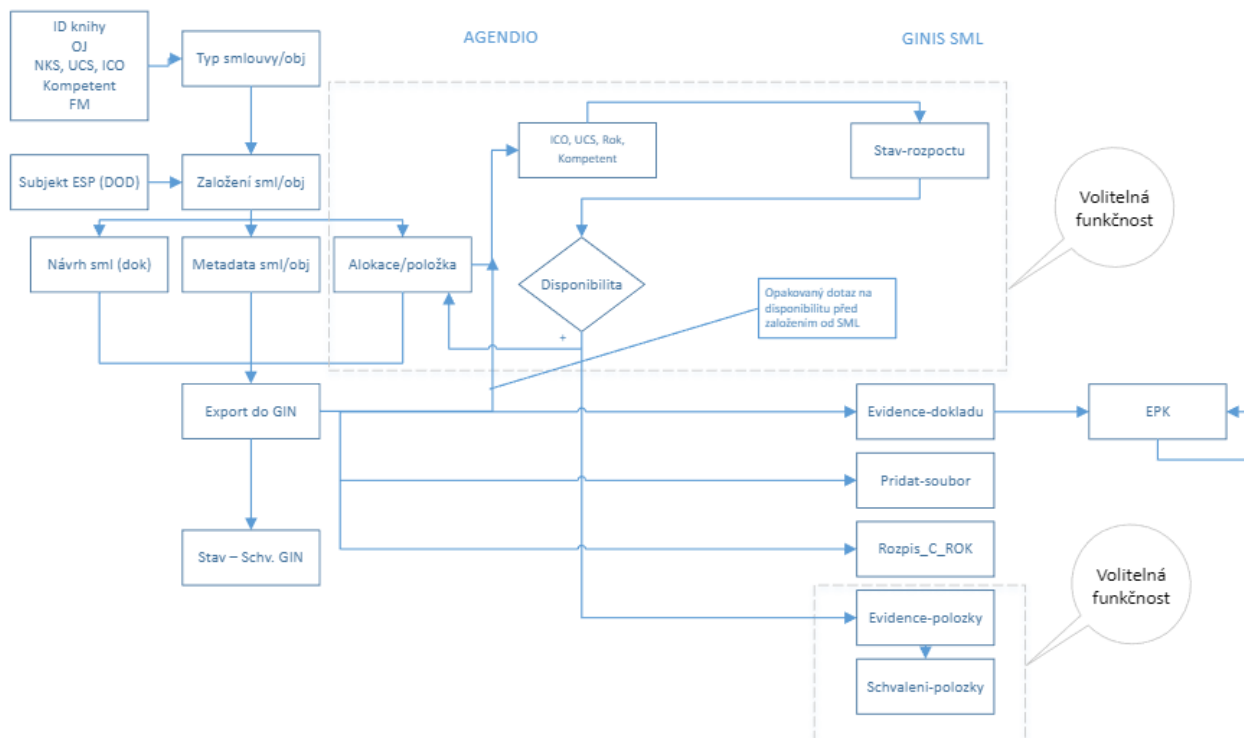 ID knihy
OJ
NKS, UCS, ICO
Kompetent
FM
Typ smlouvy/obj
AGENDIO
GINIS SML
ICO, UCS, Rok,
Kompetent
Stav-rozpoctu
Subjekt ESP (DOD)
Založení sml/obj
Volitelná
funkčnost
Návrh sml (dok)
Metadata sml/obj
Alokace/položka
Disponibilita
Opakovaný dotaz na
disponibilitu před
založením od SML
+
Export do GIN
Evidence-dokladu
EPK
Pridat-soubor
Stav – Schv. GIN
Rozpis_C_ROK
Volitelná
funkčnost
Evidence-polozky
Schvaleni-polozky